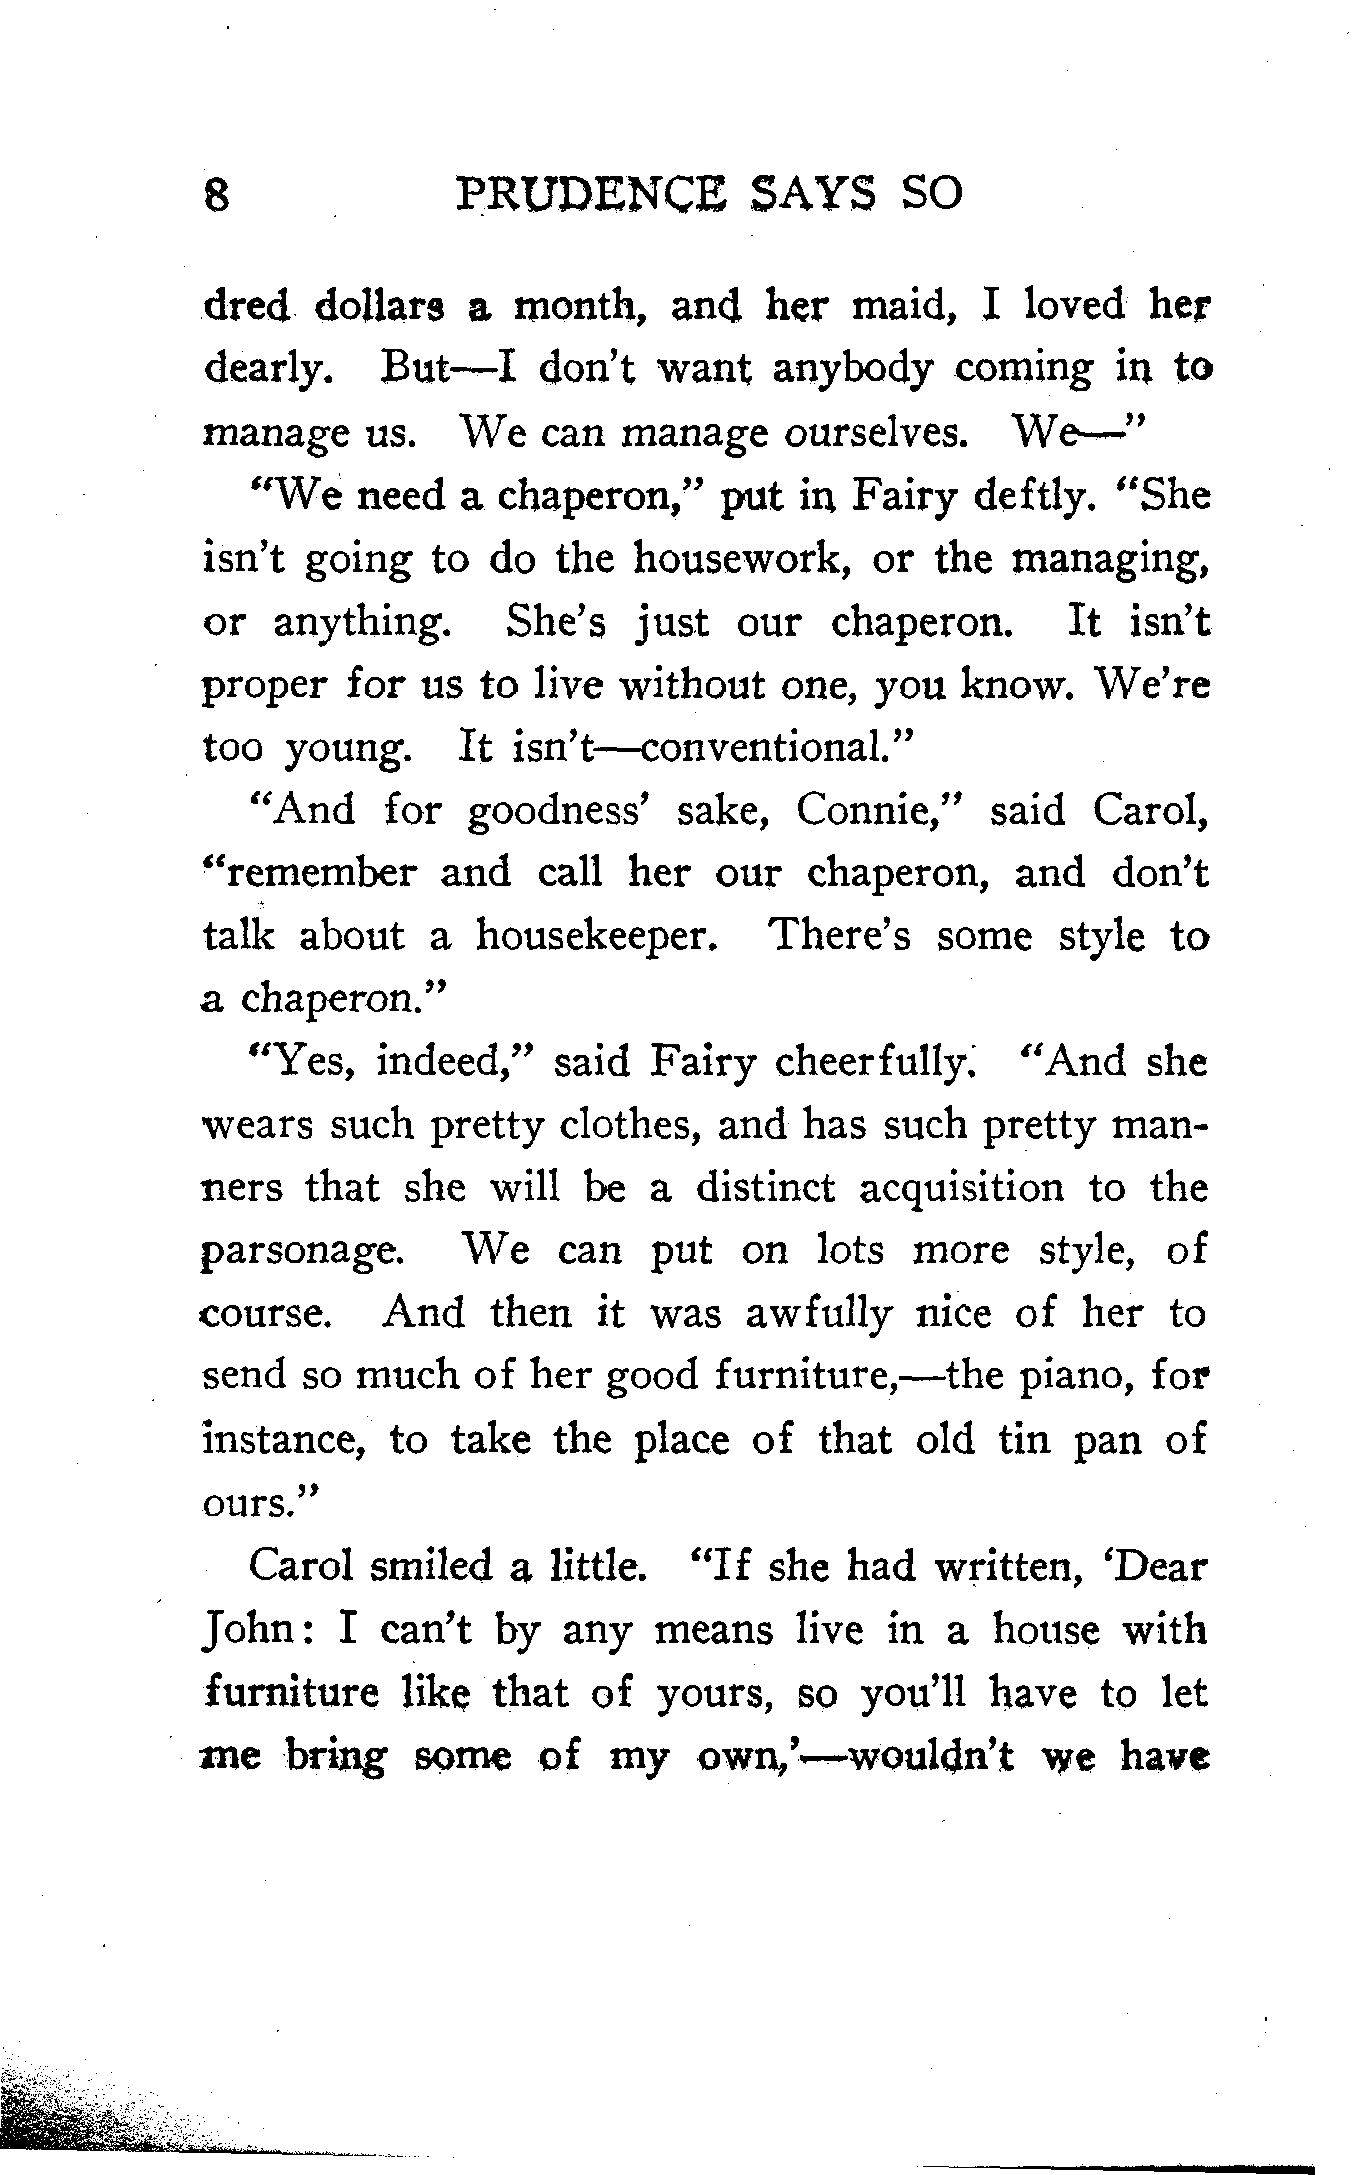 8 PRUDENCE SAYS SO
dred dollars a month, and her maid, I loved her
dearly. But—I don't want anybody coming in to
manage us. We can manage ourselves. We—”
“We need a chaperon,” put in Fairy deftly. “She
isn't going to do the housework, or the managing,
or anything. She's just our chaperon. It isn't
proper for us to live without one, you know. We're
too young. It isn't—conventional.”
“And for goodness' sake, Connie,” said Carol,
“remember and call her our chaperon, and don't
talk about a housekeeper. There's some style to
a chaperon.”
“Yes, indeed,” said Fairy cheerfully. “And she
wears such pretty clothes, and has such pretty man-
ners that she will be a distinct acquisition to the
parsonage. We can put on lots more style, of
course. And then it was awfully nice of her to
send so much of her good furniture,—the piano, for
instance, to take the place of that old tin pan of
ours.”
Carol smiled a little. “If she had written, ‘Dear
John: I can't by any means live in a house with
furniture like that of yours, so you'll have to let
me bring some of my own,’—wouldn't we have